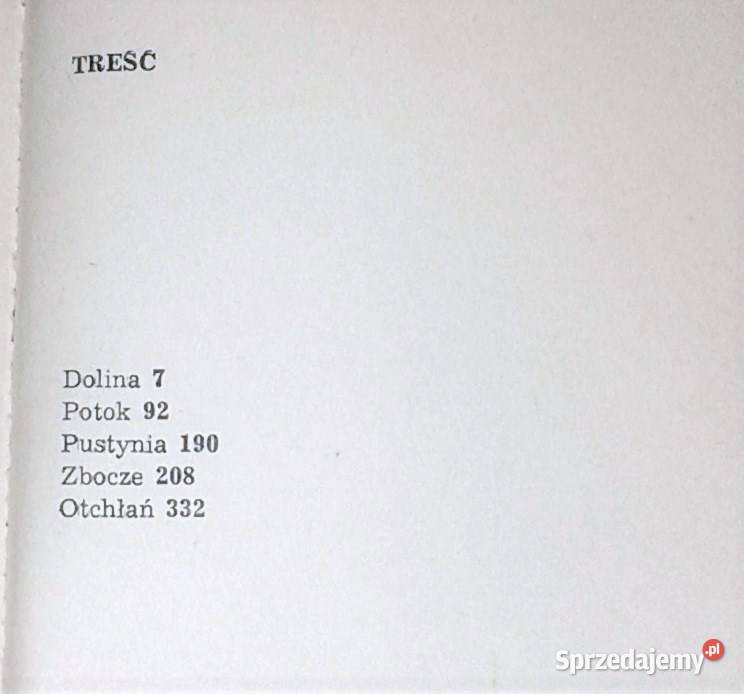 TREŚĆ
Dolina 7
Potok 92
Pustynia 190
Zbocze 208
Otchłań 332
Sprzedajemy.pl